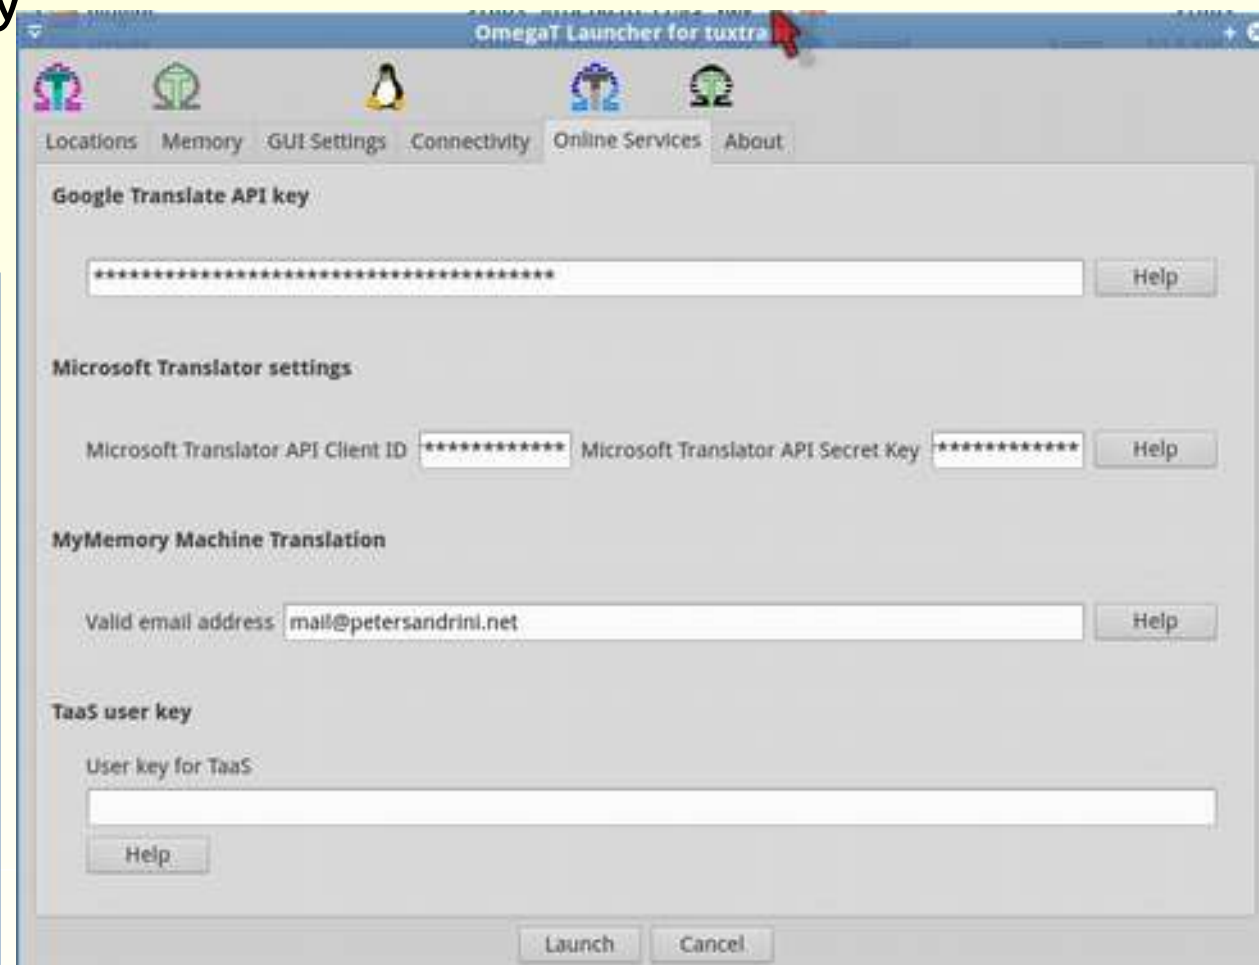 y
OmegaT Launcher for tuxtra
Locations Memory GUI Settings Connectivity Online Services About
Google Translate API key
*************************************** Help
Microsoft Translator settings
Microsoft Translator API Client ID ************ Microsoft Translator API Secret Key ************ Help
MyMemory Machine Translation
Valid email address mail@petersandrini.net Help
TaaS user key
User key for TaaS
Help
Launch Cancel